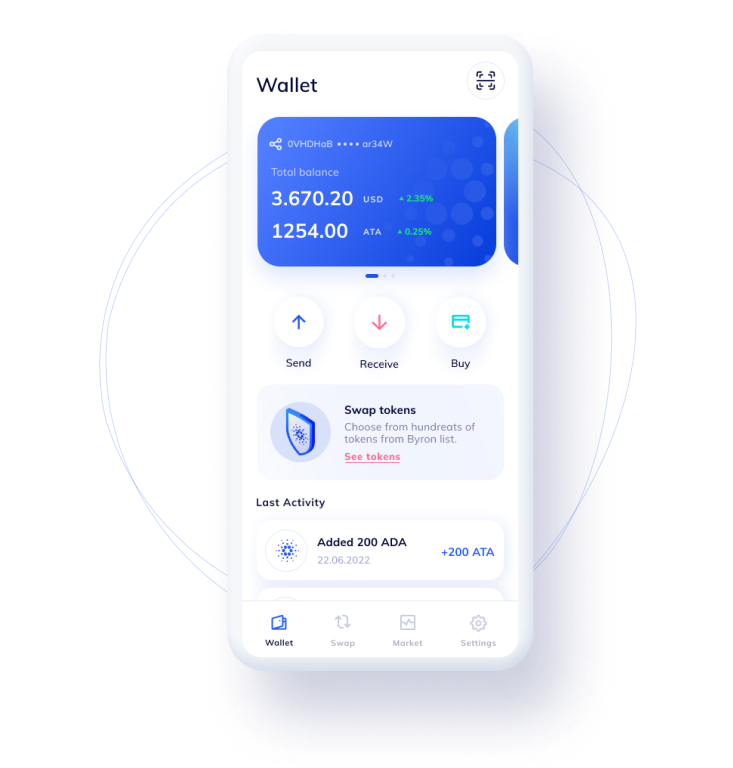 Wallet
0VHDHaB •••• ar34W
Total balance
3.670.20 USD ▲ 2.35%
1254.00 ATA ▲ 0.25%
Send
Receive
Buy
Swap tokens
Choose from hundreats of
tokens from Byron list.
See tokens
Last Activity
Added 200 ADA
22.06.2022
+200 ATA
Wallet
Swap
Market
Settings